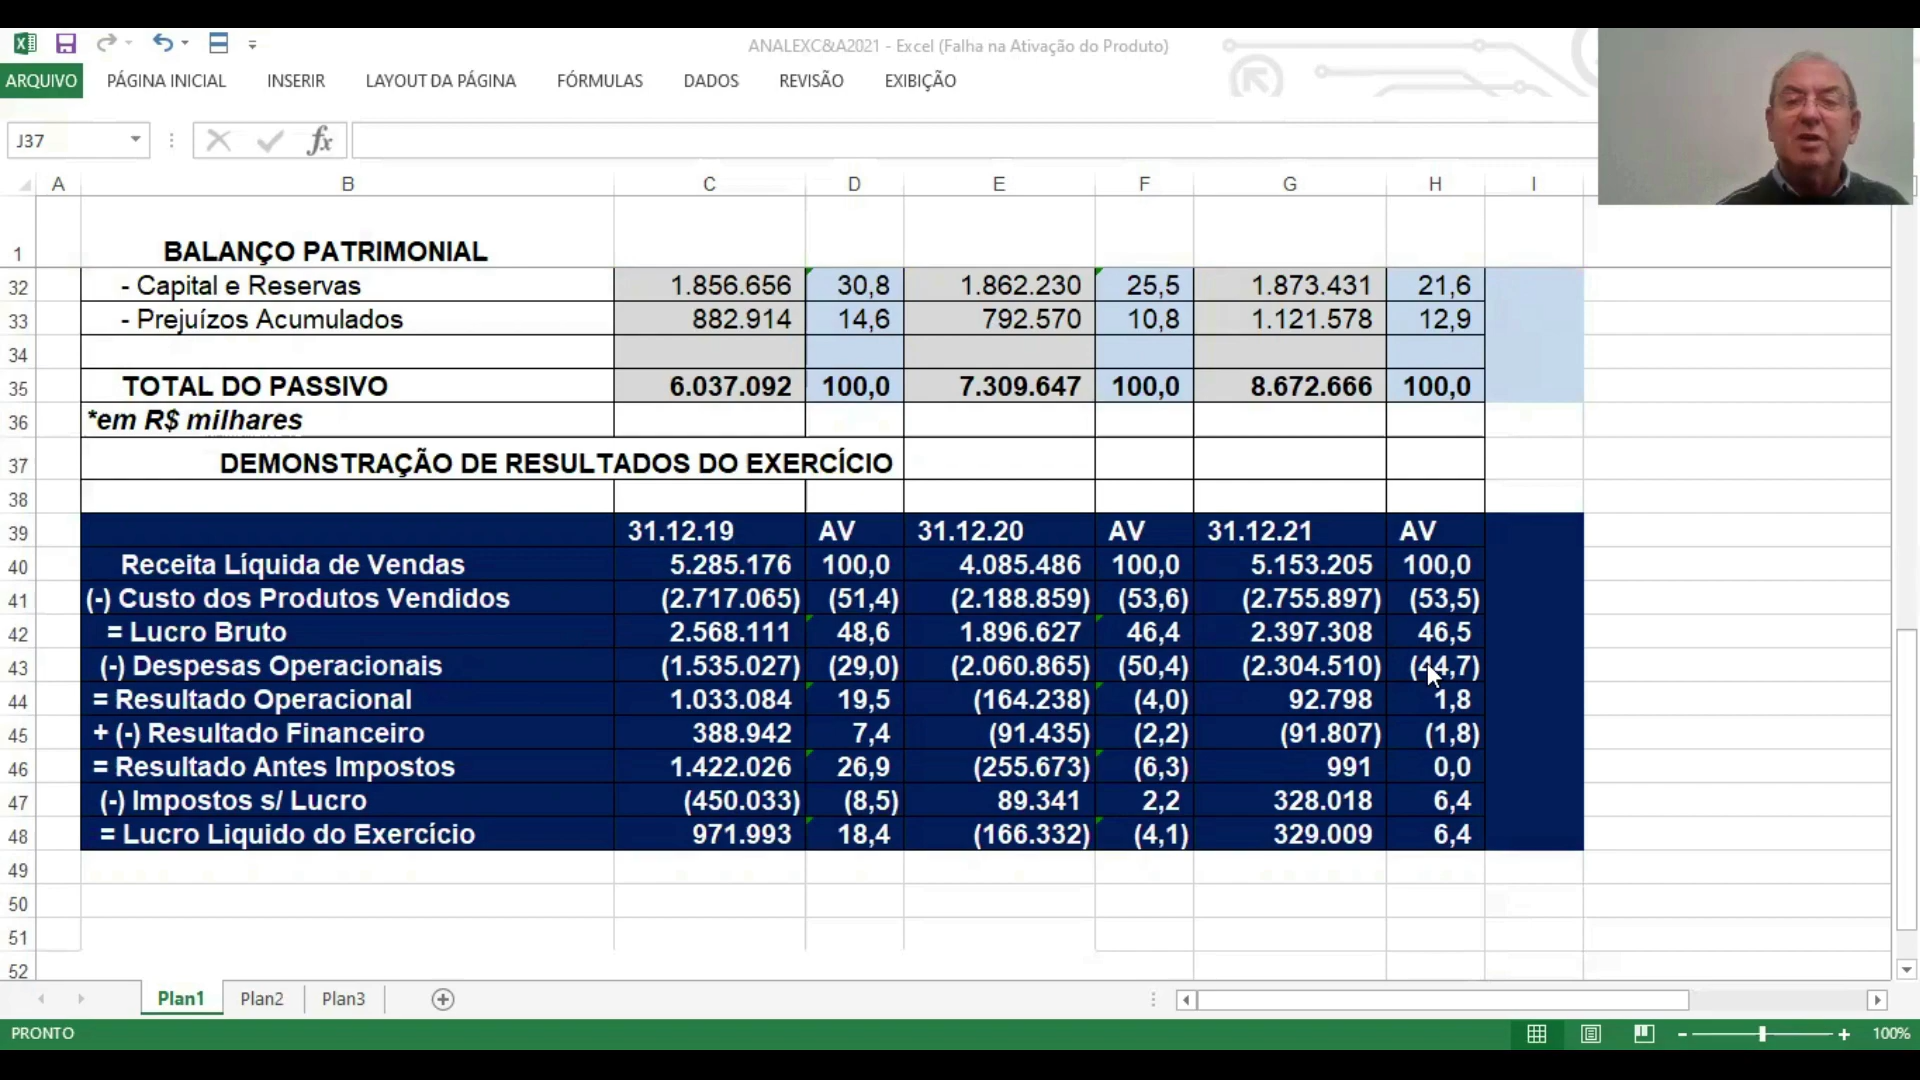 ANALEXC&A2021 - Excel (Falha na Ativação do Produto)
ARQUIVO PÁGINA INICIAL INSERIR LAYOUT DA PÁGINA FÓRMULAS DADOS REVISÃO EXIBIÇÃO
J37 fx
A B C D E F G H I
1 BALANÇO PATRIMONIAL
32 - Capital e Reservas 1.856.656 30,8 1.862.230 25,5 1.873.431 21,6
33 - Prejuízos Acumulados 882.914 14,6 792.570 10,8 1.121.578 12,9
34
35 TOTAL DO PASSIVO 6.037.092 100,0 7.309.647 100,0 8.672.666 100,0
36 *em R$ milhares
37 DEMONSTRAÇÃO DE RESULTADOS DO EXERCÍCIO
38
39 31.12.19 AV 31.12.20 AV 31.12.21 AV
40 Receita Líquida de Vendas 5.285.176 100,0 4.085.486 100,0 5.153.205 100,0
41 (-) Custo dos Produtos Vendidos (2.717.065) (51,4) (2.188.859) (53,6) (2.755.897) (53,5)
42 = Lucro Bruto 2.568.111 48,6 1.896.627 46,4 2.397.308 46,5
43 (-) Despesas Operacionais (1.535.027) (29,0) (2.060.865) (50,4) (2.304.510) (44,7)
44 = Resultado Operacional 1.033.084 19,5 (164.238) (4,0) 92.798 1,8
45 + (-) Resultado Financeiro 388.942 7,4 (91.435) (2,2) (91.807) (1,8)
46 = Resultado Antes Impostos 1.422.026 26,9 (255.673) (6,3) 991 0,0
47 (-) Impostos s/ Lucro (450.033) (8,5) 89.341 2,2 328.018 6,4
48 = Lucro Liquido do Exercício 971.993 18,4 (166.332) (4,1) 329.009 6,4
49
50
51
52
Plan1 Plan2 Plan3
PRONTO 100%